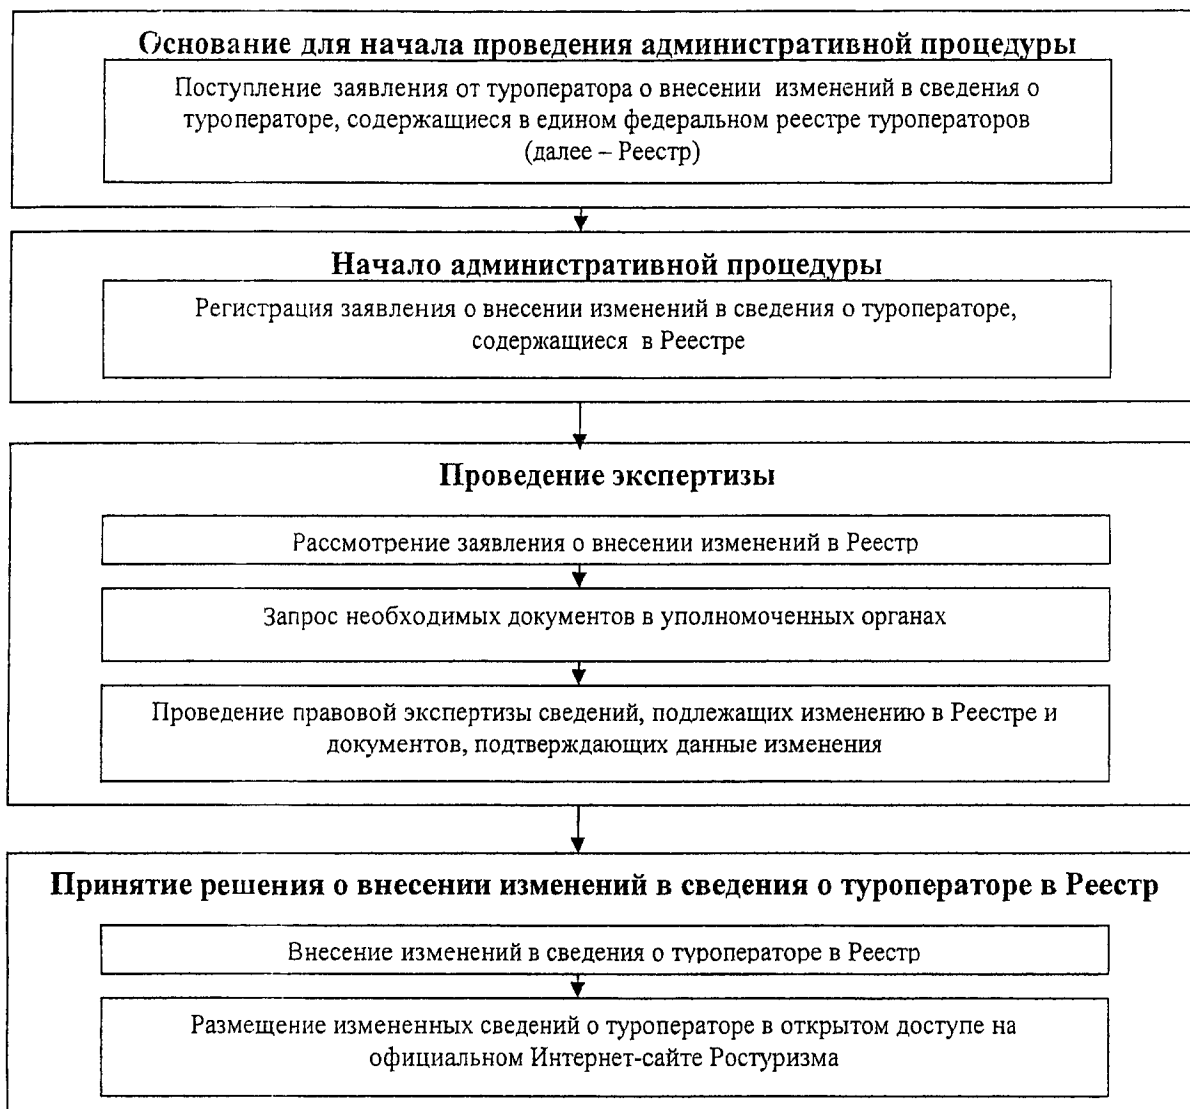 Основание для начала проведения административной процедуры
Поступление заявления от туроператора о внесении изменений в сведения о
туроператоре, содержащиеся в едином федеральном реестре туроператоров
(далее – Реестр)
Начало административной процедуры
Регистрация заявления о внесении изменений в сведения о туроператоре,
содержащиеся в Реестре
Проведение экспертизы
Рассмотрение заявления о внесении изменений в Реестр
Запрос необходимых документов в уполномоченных органах
Проведение правовой экспертизы сведений, подлежащих изменению в Реестре и
документов, подтверждающих данные изменения
Принятие решения о внесении изменений в сведения о туроператоре в Реестр
Внесение изменений в сведения о туроператоре в Реестр
Размещение измененных сведений о туроператоре в открытом доступе на
официальном Интернет-сайте Ростуризма